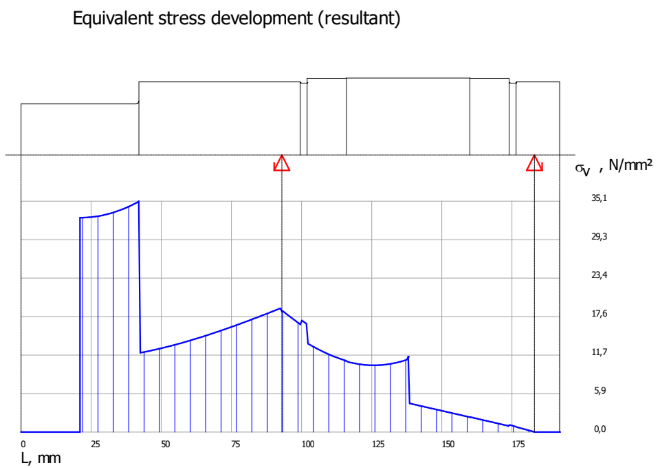 Equivalent stress development (resultant)
σV , N/mm²
35,1
29,3
23,4
17,6
11,7
5,9
0,0
0 25 50 75 100 125 150 175
L, mm